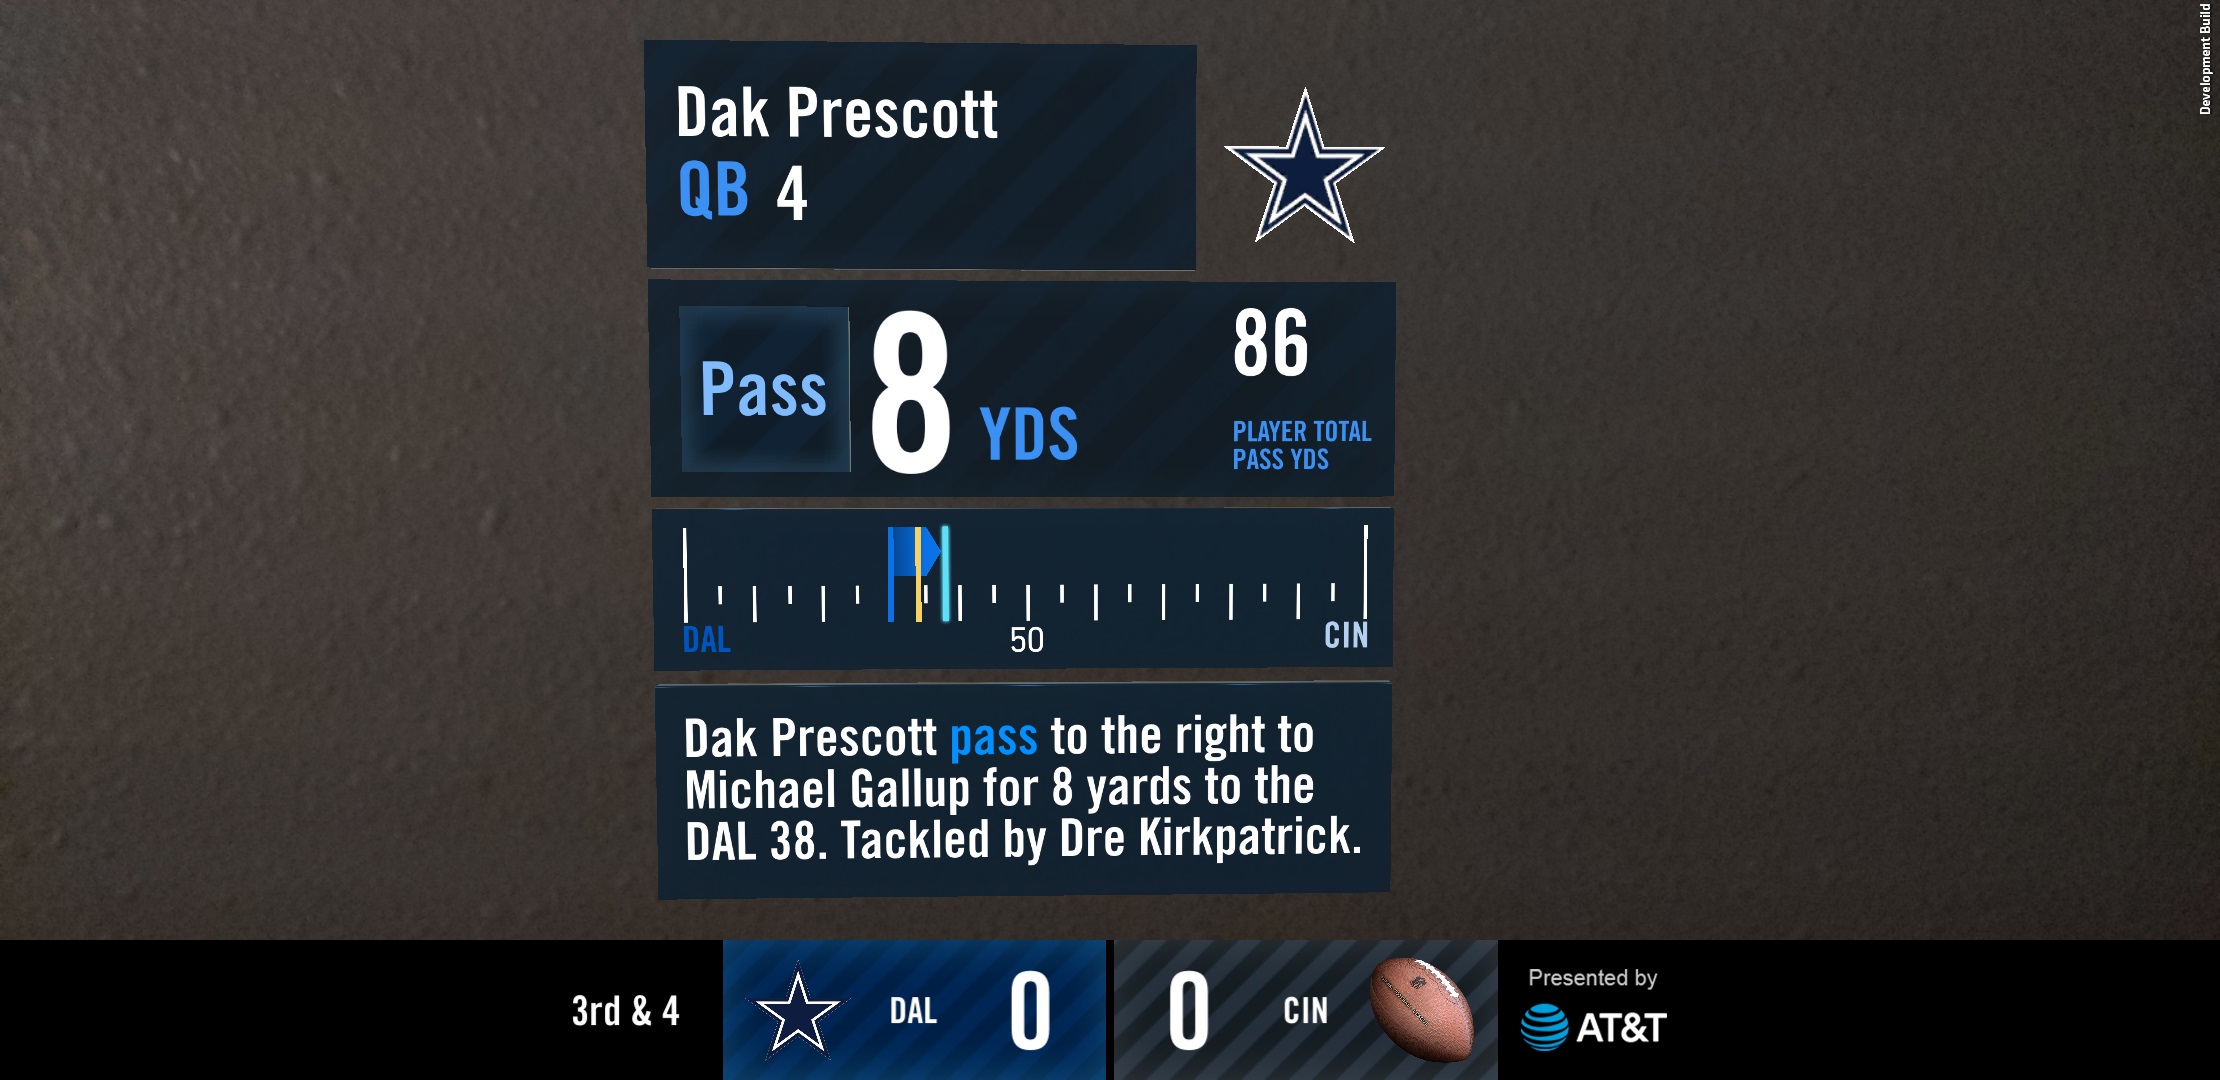 Development Build
Dak Prescott
QB 4
Pass
8 YDS
86
PLAYER TOTAL
PASS YDS
DAL
50
CIN
Dak Prescott pass to the right to
Michael Gallup for 8 yards to the
DAL 38. Tackled by Dre Kirkpatrick.
3rd & 4
DAL
0
0
CIN
Presented by
AT&T